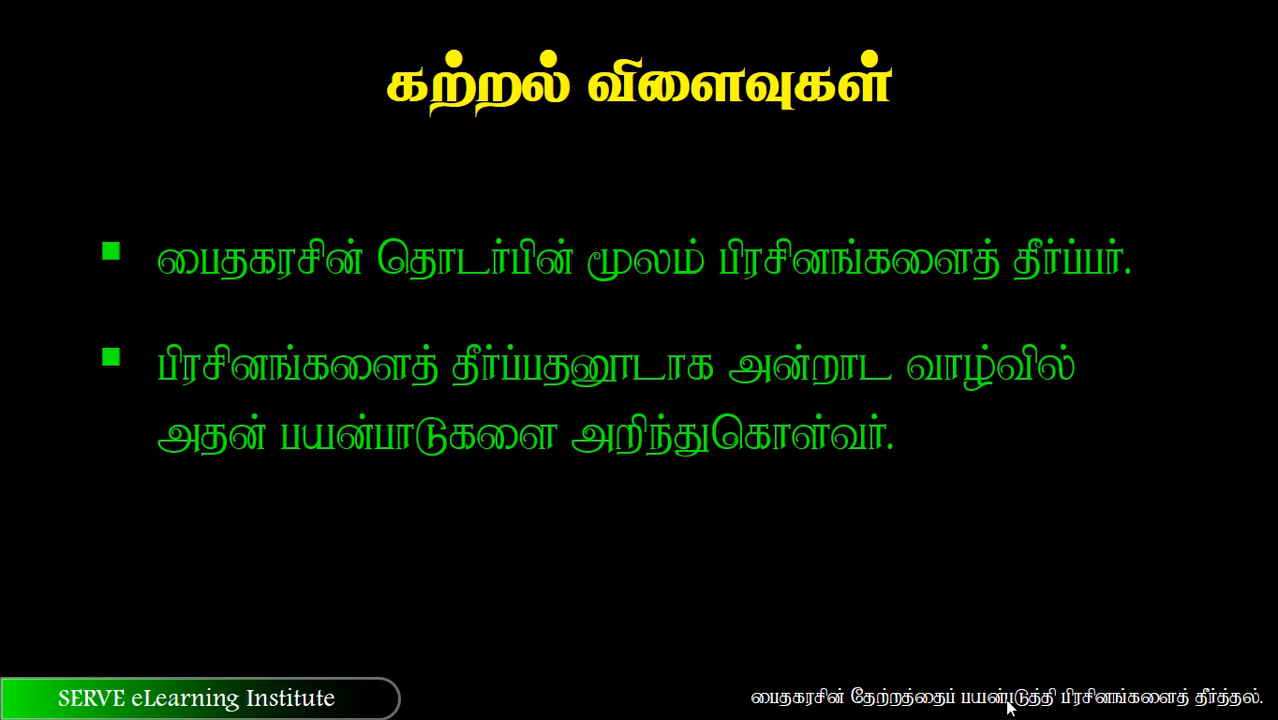 கற்றல் விளைவுகள்
▪ பைதகரசின் தொடர்பின் மூலம் பிரசினங்களைத் தீர்ப்பர்.
▪ பிரசினங்களைத் தீர்ப்பதனூடாக அன்றாட வாழ்வில்
அதன் பயன்பாடுகளை அறிந்துகொள்வர்.
SERVE eLearning Institute
பைதகரசின் தேற்றத்தைப் பயன்படுத்தி பிரசினங்களைத் தீர்த்தல்.